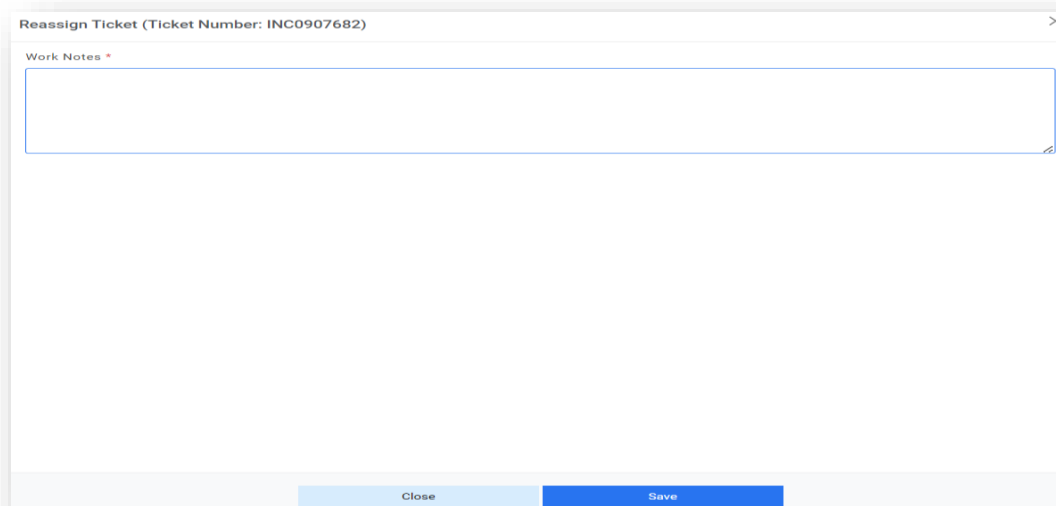 Reassign Ticket (Ticket Number: INC0907682)
Work Notes *
Close Save